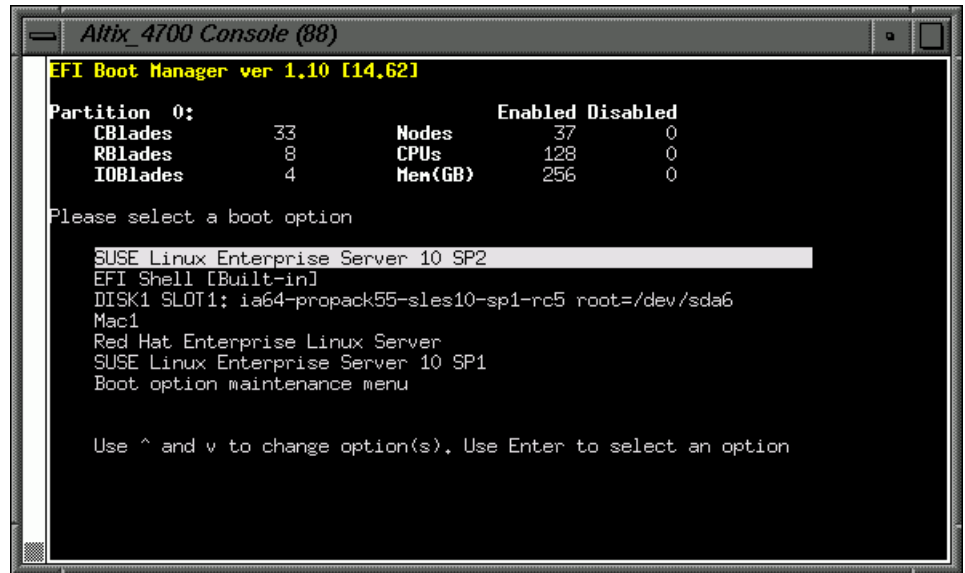 Altix_4700 Console (88)
EFI Boot Manager ver 1.10 [14.62]
Partition 0: Enabled Disabled
CBlades 33 Nodes 37 0
RBlades 8 CPUs 128 0
IOBlades 4 Mem(GB) 256 0
Please select a boot option
SUSE Linux Enterprise Server 10 SP2
EFI Shell [Built-in]
DISK1 SLOT1: ia64-propack55-sles10-sp1-rc5 root=/dev/sda6
Mac1
Red Hat Enterprise Linux Server
SUSE Linux Enterprise Server 10 SP1
Boot option maintenance menu
Use ^ and v to change option(s). Use Enter to select an option